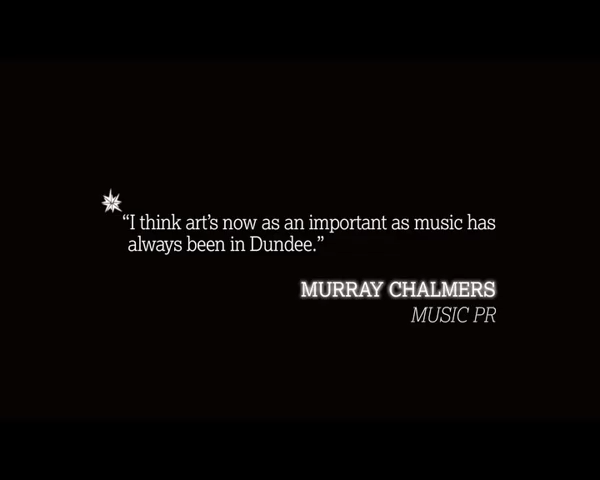 “I think art’s now as an important as music has
always been in Dundee.”
MURRAY CHALMERS
MUSIC PR